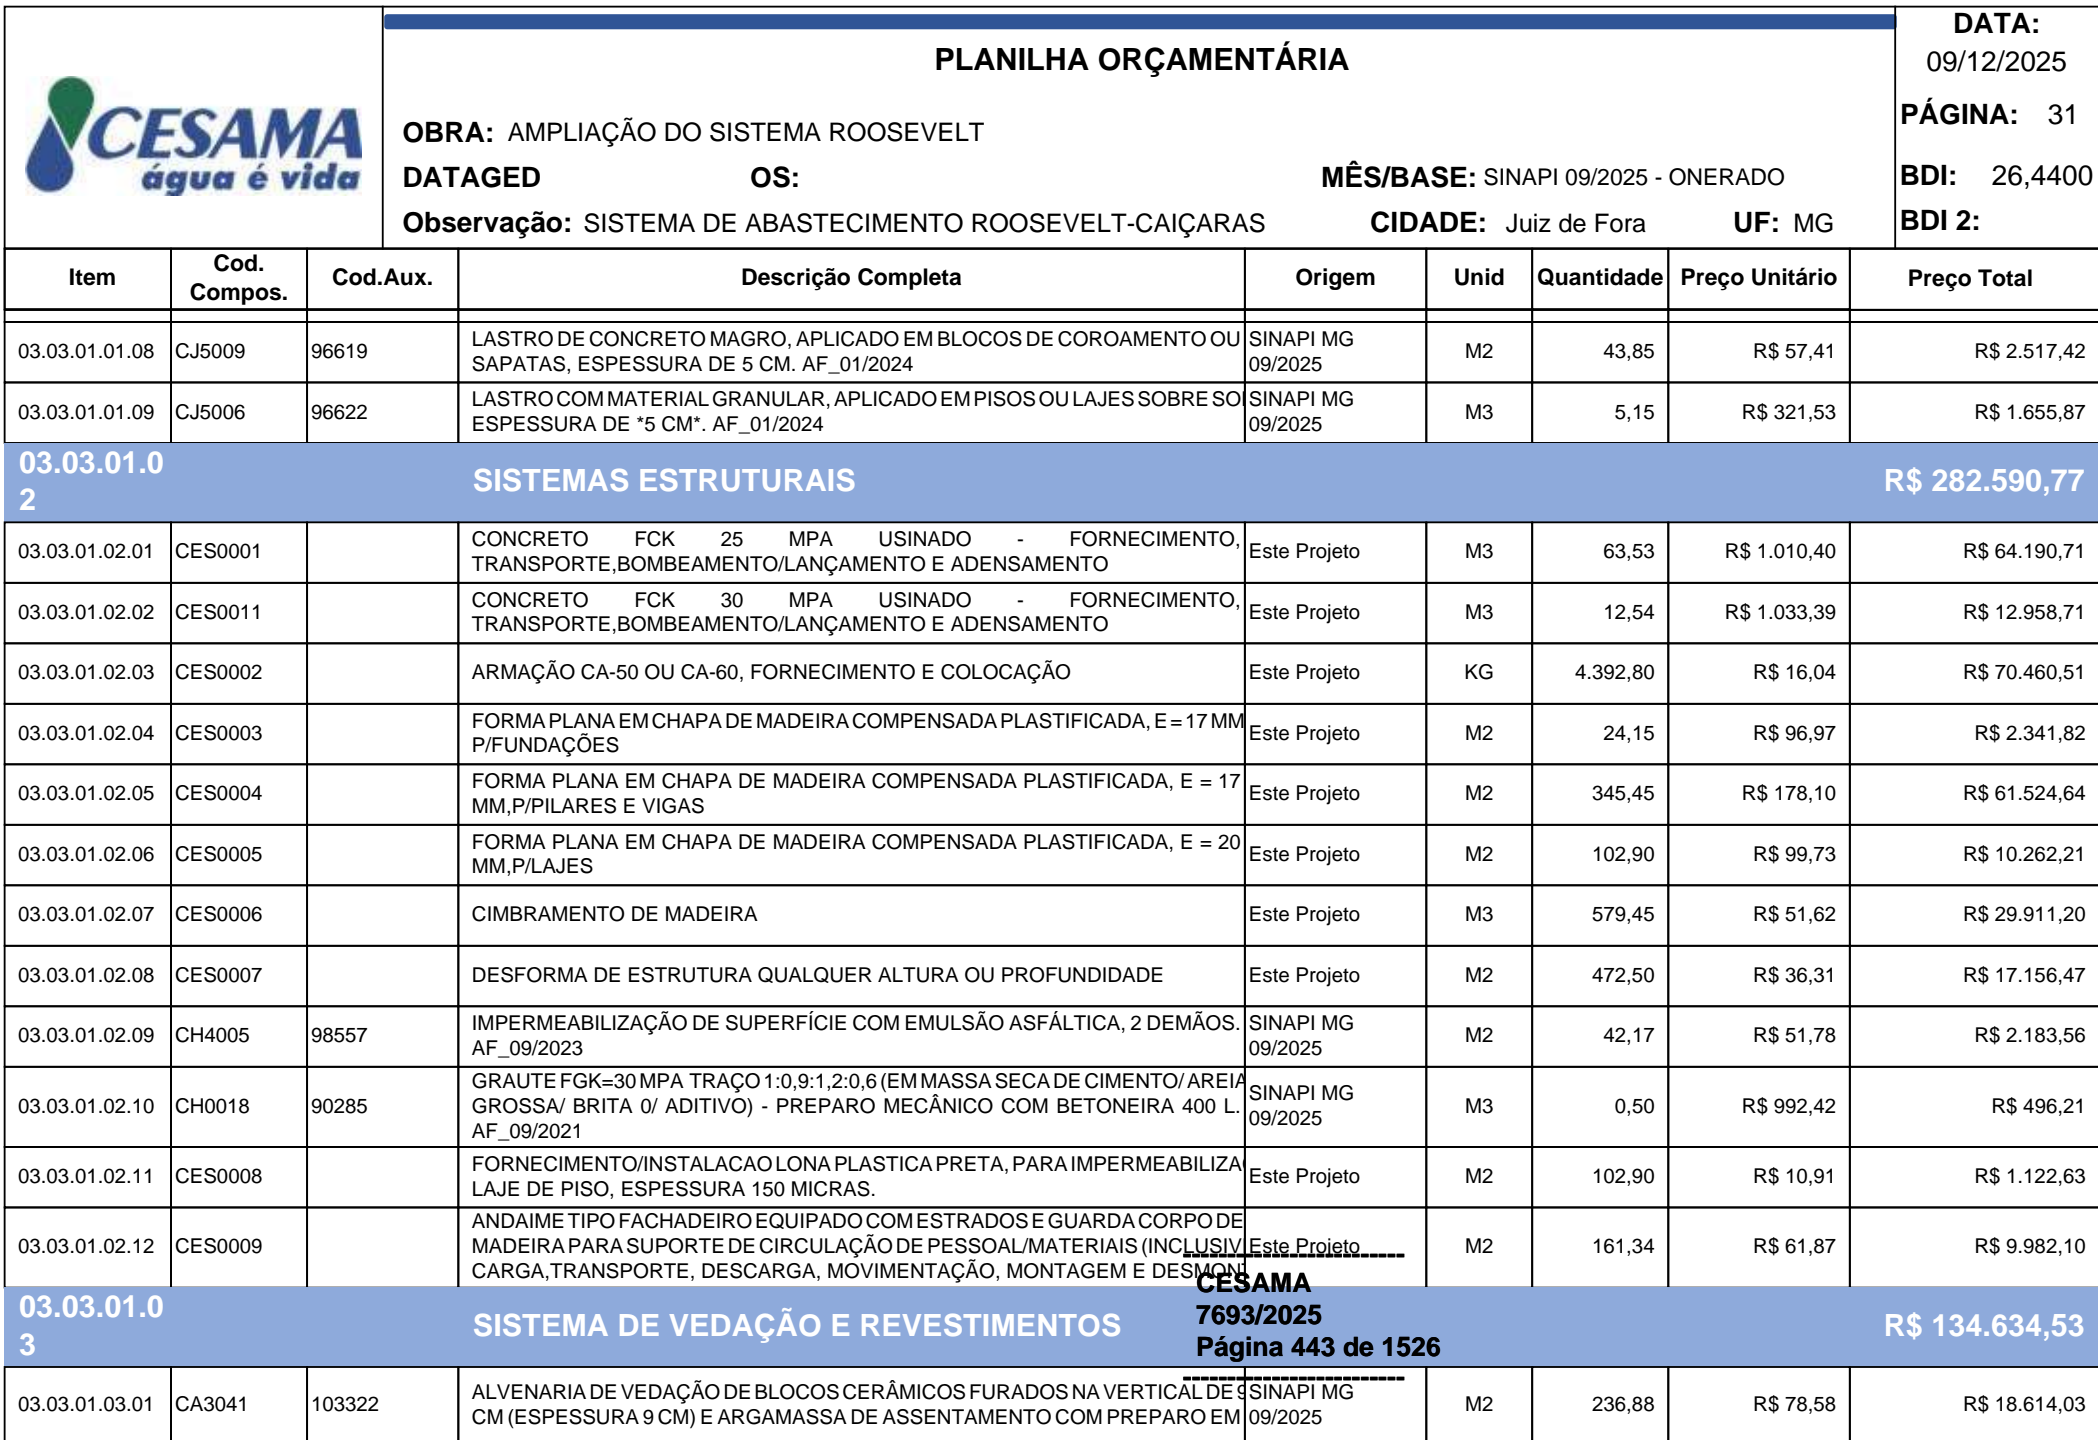 CESAMA
água é vida
PLANILHA ORÇAMENTÁRIA
OBRA: AMPLIAÇÃO DO SISTEMA ROOSEVELT
DATAGED OS: MÊS/BASE: SINAPI 09/2025 - ONERADO
Observação: SISTEMA DE ABASTECIMENTO ROOSEVELT-CAIÇARAS CIDADE: Juiz de Fora UF: MG
DATA:
09/12/2025
PÁGINA: 31
BDI: 26,4400
BDI 2:
Item Cod. Compos. Cod.Aux. Descrição Completa Origem Unid Quantidade Preço Unitário Preço Total
03.03.01.01.08 CJ5009 96619 LASTRO DE CONCRETO MAGRO, APLICADO EM BLOCOS DE COROAMENTO OU
SAPATAS, ESPESSURA DE 5 CM. AF_01/2024 SINAPI MG 09/2025 M2 43,85 R$ 57,41 R$ 2.517,42
03.03.01.01.09 CJ5006 96622 LASTRO COM MATERIAL GRANULAR, APLICADO EM PISOS OU LAJES SOBRE
ESPESSURA DE *5 CM*. AF_01/2024 SINAPI MG 09/2025 M3 5,15 R$ 321,53 R$ 1.655,87
03.03.01.02 SISTEMAS ESTRUTURAIS R$ 282.590,77
03.03.01.02.01 CES0001 CONCRETO FCK 25 MPA USINADO - FORNECIMENTO,
TRANSPORTE,BOMBEAMENTO/LANÇAMENTO E ADENSAMENTO Este Projeto M3 63,53 R$ 1.010,40 R$ 64.190,71
03.03.01.02.02 CES0011 CONCRETO FCK 30 MPA USINADO - FORNECIMENTO,
TRANSPORTE,BOMBEAMENTO/LANÇAMENTO E ADENSAMENTO Este Projeto M3 12,54 R$ 1.033,39 R$ 12.958,71
03.03.01.02.03 CES0002 ARMAÇÃO CA-50 OU CA-60, FORNECIMENTO E COLOCAÇÃO Este Projeto KG 4.392,80 R$ 16,04 R$ 70.460,51
03.03.01.02.04 CES0003 FORMA PLANA EM CHAPA DE MADEIRA COMPENSADA PLASTIFICADA, E = 17 MM
P/FUNDAÇÕES Este Projeto M2 24,15 R$ 96,97 R$ 2.341,82
03.03.01.02.05 CES0004 FORMA PLANA EM CHAPA DE MADEIRA COMPENSADA PLASTIFICADA, E = 17
MM,P/PILARES E VIGAS Este Projeto M2 345,45 R$ 178,10 R$ 61.524,64
03.03.01.02.06 CES0005 FORMA PLANA EM CHAPA DE MADEIRA COMPENSADA PLASTIFICADA, E = 20
MM,P/LAJES Este Projeto M2 102,90 R$ 99,73 R$ 10.262,21
03.03.01.02.07 CES0006 CIMBRAMENTO DE MADEIRA Este Projeto M3 579,45 R$ 51,62 R$ 29.911,20
03.03.01.02.08 CES0007 DESFORMA DE ESTRUTURA QUALQUER ALTURA OU PROFUNDIDADE Este Projeto M2 472,50 R$ 36,31 R$ 17.156,47
03.03.01.02.09 CH4005 98557 IMPERMEABILIZAÇÃO DE SUPERFÍCIE COM EMULSÃO ASFÁLTICA, 2 DEMÃOS.
AF_09/2023 SINAPI MG 09/2025 M2 42,17 R$ 51,78 R$ 2.183,56
03.03.01.02.10 CH0018 90285 GRAUTE FGK=30 MPA TRAÇO 1:0,9:1,2:0,6 (EM MASSA SECA DE CIMENTO/ AREIA
GROSSA/ BRITA 0/ ADITIVO) - PREPARO MECÂNICO COM BETONEIRA 400 L.
AF_09/2021 SINAPI MG 09/2025 M3 0,50 R$ 992,42 R$ 496,21
03.03.01.02.11 CES0008 FORNECIMENTO/INSTALACAO LONA PLASTICA PRETA, PARA
LAJE DE PISO, ESPESSURA 150 MICRAS. Este Projeto M2 102,90 R$ 10,91 R$ 1.122,63
03.03.01.02.12 CES0009 ANDAIME TIPO FACHADEIRO EQUIPADO COM ESTRADOS E GUARDA CORPO DE
MADEIRA PARA SUPORTE DE CIRCULAÇÃO DE PESSOAL/MATERIAIS (INCLUSIV
CARGA,TRANSPORTE, DESCARGA, MOVIMENTAÇÃO, MONTAGEM E Este Projeto M2 161,34 R$ 61,87 R$ 9.982,10
03.03.01.03 SISTEMA DE VEDAÇÃO E REVESTIMENTOS R$ 134.634,53
CESAMA
7693/2025
Página 443 de 1526
03.03.01.03.01 CA3041 103322 ALVENARIA DE VEDAÇÃO DE BLOCOS CERÂMICOS FURADOS NA VERTICAL DE
CM (ESPESSURA 9 CM) E ARGAMASSA DE ASSENTAMENTO COM PREPARO EM SINAPI MG 09/2025 M2 236,88 R$ 78,58 R$ 18.614,03